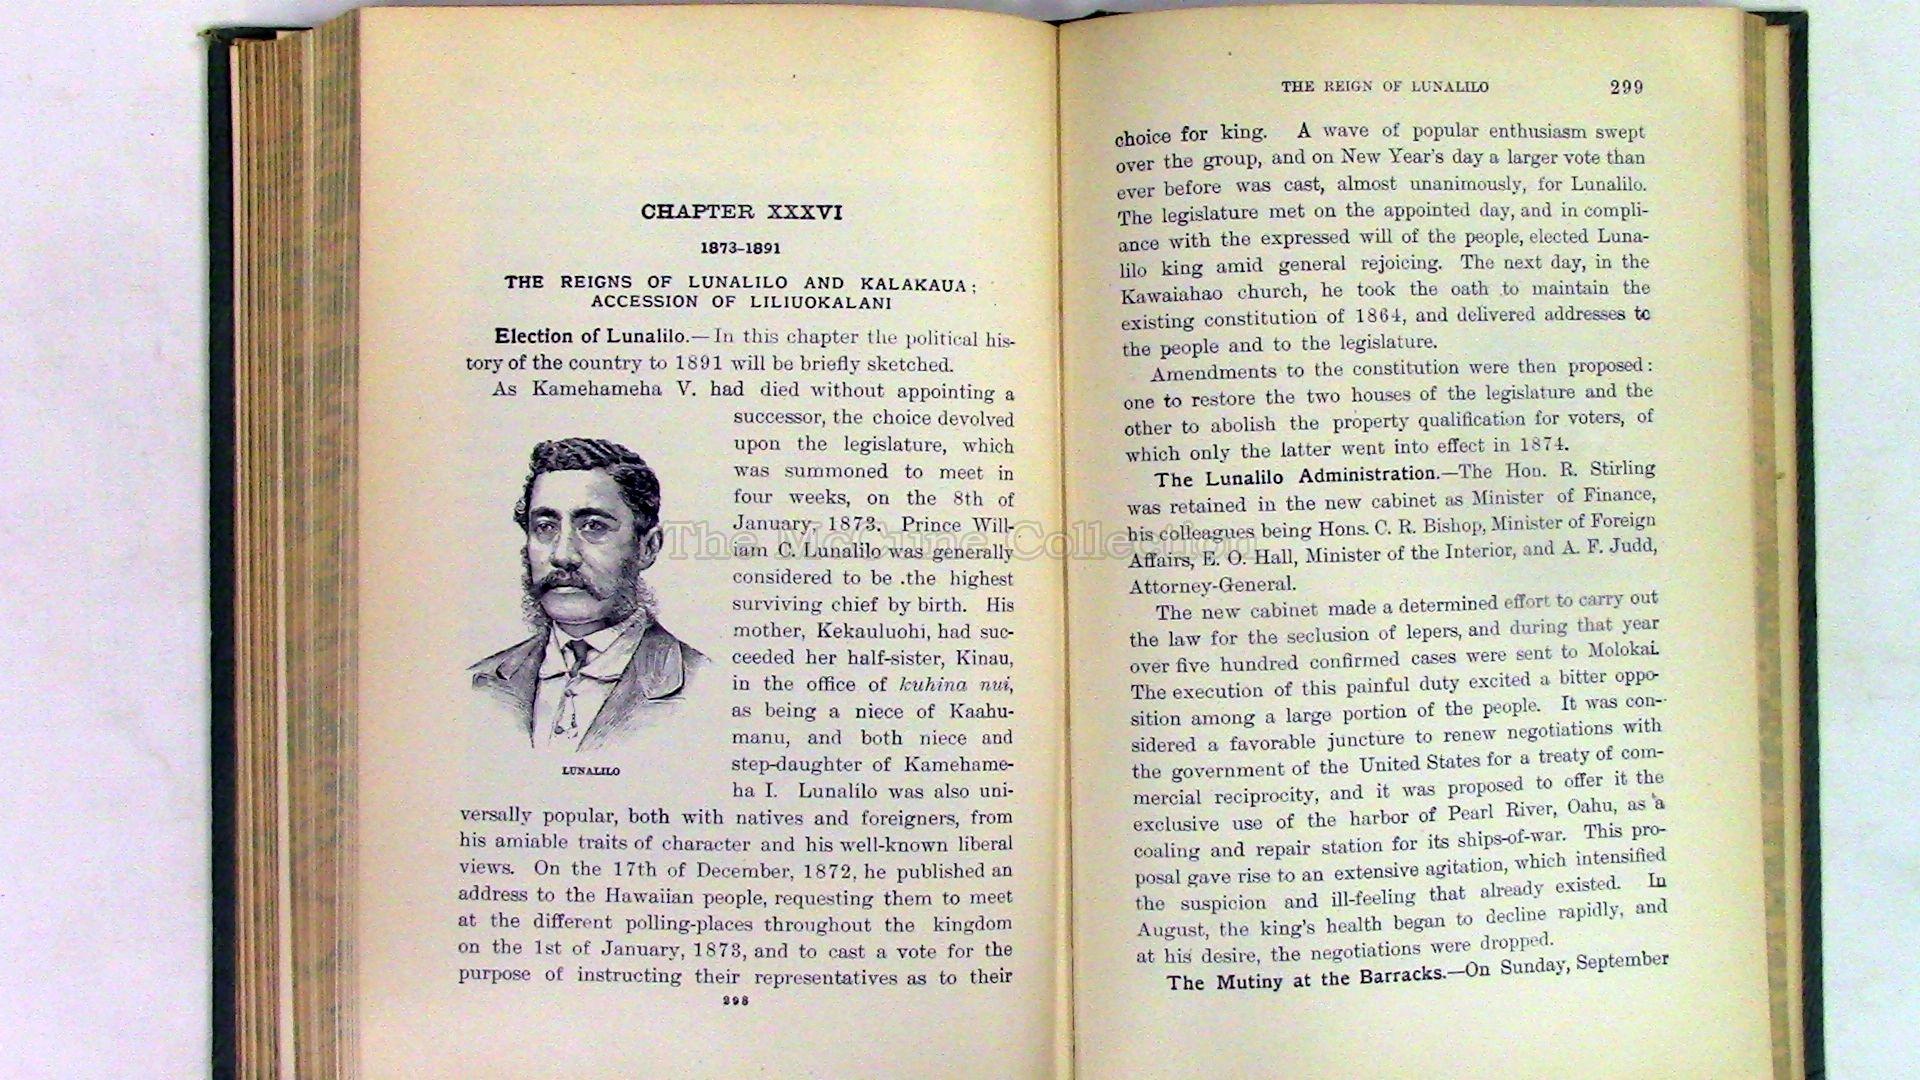 CHAPTER XXXVI
1873-1891
THE REIGNS OF LUNALILO AND KALAKAUA;
ACCESSION OF LILIUOKALANI
Election of Lunalilo.—In this chapter the political his-
tory of the country to 1891 will be briefly sketched.
As Kamehameha V. had died without appointing a
successor, the choice devolved
upon the legislature, which
was summoned to meet in
four weeks, on the 8th of
January, 1873. Prince Will-
iam C. Lunalilo was generally
considered to be .the highest
surviving chief by birth. His
mother, Kekauluohi, had suc-
ceeded her half-sister, Kinau,
in the office of kuhina nui,
as being a niece of Kaahu-
manu, and both niece and
step-daughter of Kamehame-
ha I. Lunalilo was also uni-
LUNALILO
versally popular, both with natives and foreigners, from
his amiable traits of character and his well-known liberal
views. On the 17th of December, 1872, he published an
address to the Hawaiian people, requesting them to meet
at the different polling-places throughout the kingdom
on the 1st of January, 1873, and to cast a vote for the
purpose of instructing their representatives as to their
298
THE REIGN OF LUNALILO 299
choice for king. A wave of popular enthusiasm swept
over the group, and on New Year's day a larger vote than
ever before was cast, almost unanimously, for Lunalilo.
The legislature met on the appointed day, and in compli-
ance with the expressed will of the people, elected Luna-
lilo king amid general rejoicing. The next day, in the
Kawaiahao church, he took the oath to maintain the
existing constitution of 1864, and delivered addresses to
the people and to the legislature.
Amendments to the constitution were then proposed:
one to restore the two houses of the legislature and the
other to abolish the property qualification for voters, of
which only the latter went into effect in 1874.
The Lunalilo Administration.—The Hon. R. Stirling
was retained in the new cabinet as Minister of Finance,
his colleagues being Hons. C. R. Bishop, Minister of Foreign
Affairs, E. O. Hall, Minister of the Interior, and A. F. Judd,
Attorney-General.
The new cabinet made a determined effort to carry out
the law for the seclusion of lepers, and during that year
over five hundred confirmed cases were sent to Molokai.
The execution of this painful duty excited a bitter oppo-
sition among a large portion of the people. It was con-
sidered a favorable juncture to renew negotiations with
the government of the United States for a treaty of com-
mercial reciprocity, and it was proposed to offer it the
exclusive use of the harbor of Pearl River, Oahu, as a
coaling and repair station for its ships-of-war. This pro-
posal gave rise to an extensive agitation, which intensified
the suspicion and ill-feeling that already existed. In
August, the king's health began to decline rapidly, and
at his desire, the negotiations were dropped.
The Mutiny at the Barracks.—On Sunday, September
The McCune Collection